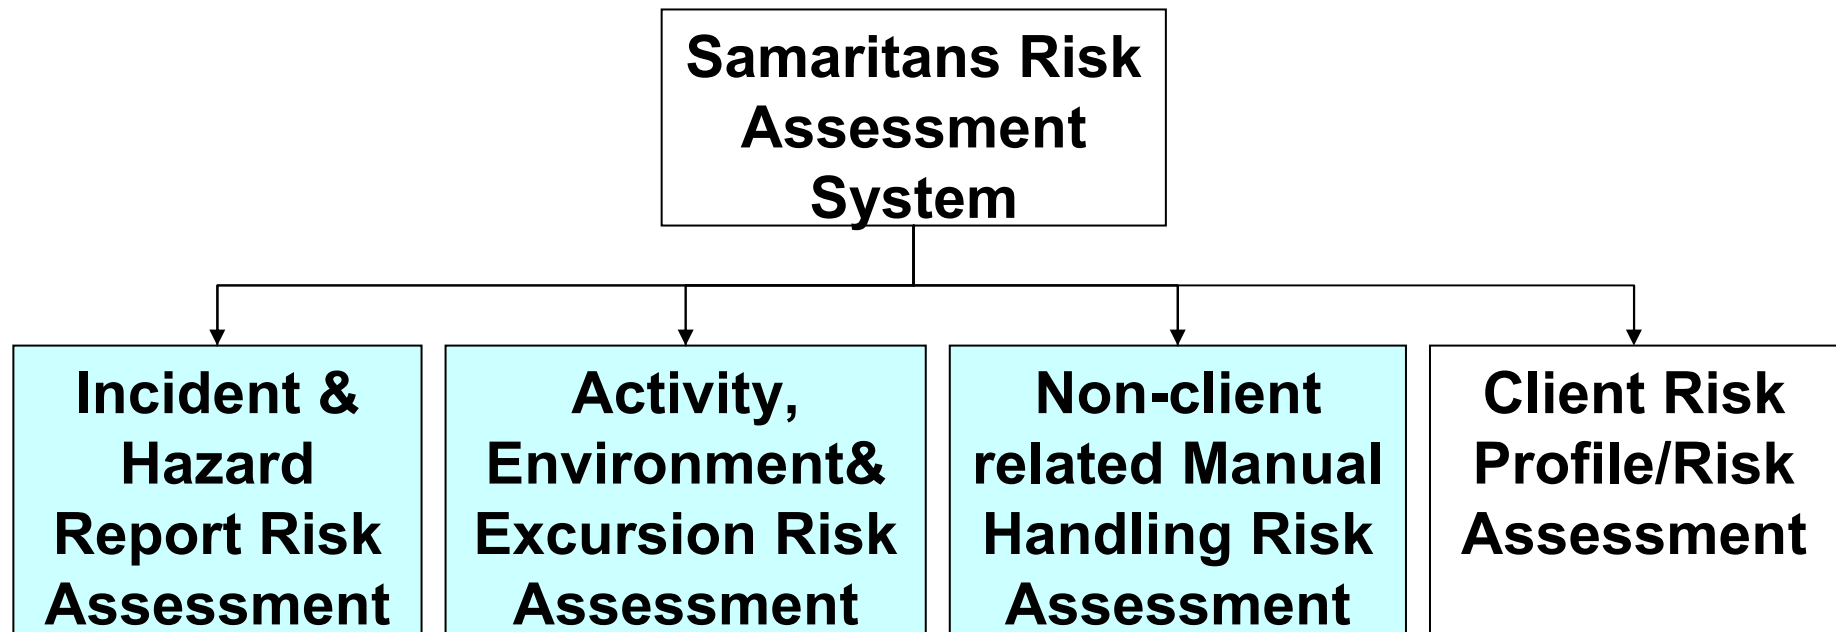 Samaritans Risk
Assessment
System
Incident &
Hazard
Report Risk
Assessment
Activity,
Environment&
Excursion Risk
Assessment
Non-client
related Manual
Handling Risk
Assessment
Client Risk
Profile/Risk
Assessment